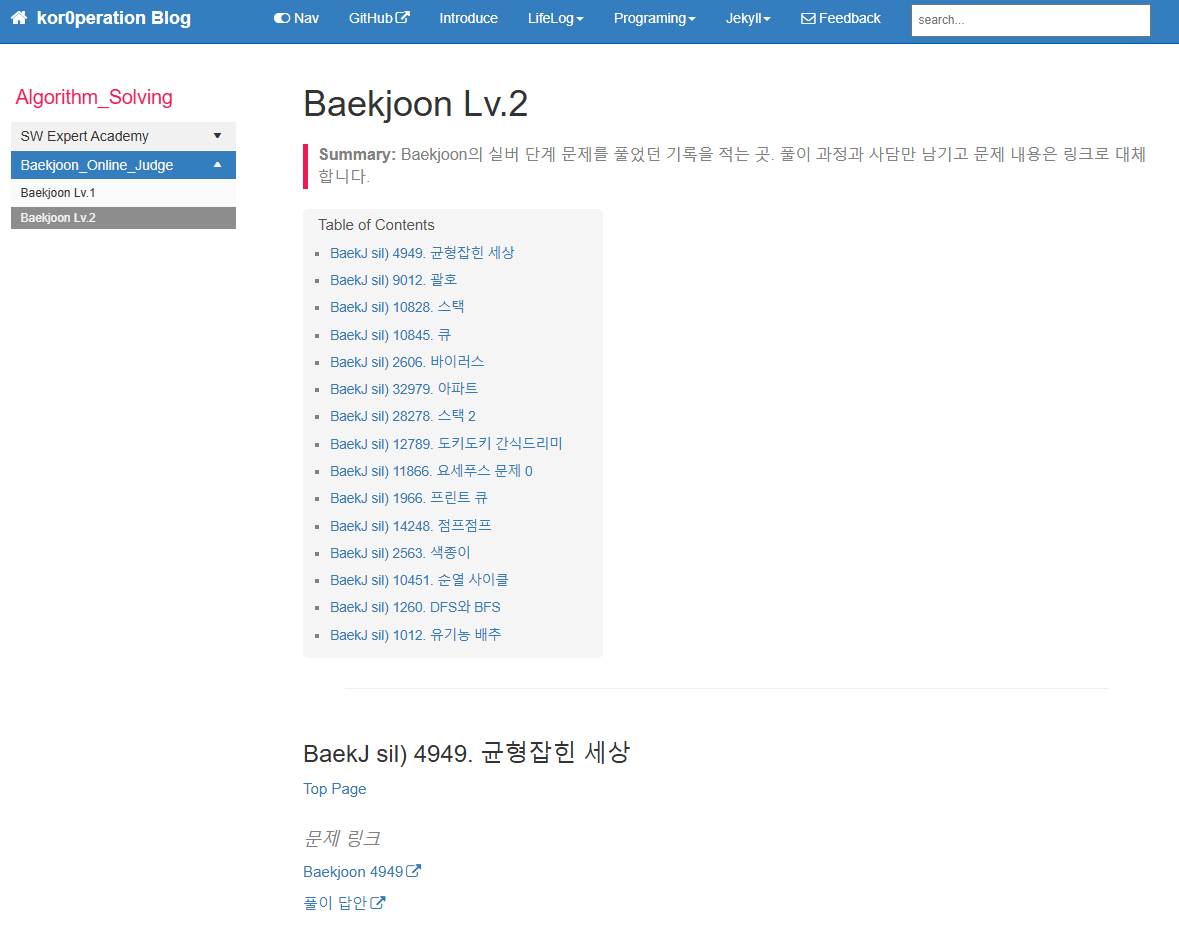 kor0peration Blog Nav GitHub Introduce LifeLog Programing Jekyll Feedback search...
Algorithm_Solving
SW Expert Academy
Baekjoon_Online_Judge
Baekjoon Lv.1
Baekjoon Lv.2
Baekjoon Lv.2
Summary: Baekjoon의 실버 단계 문제를 풀었던 기록을 적는 곳. 풀이 과정과 사담만 남기고 문제 내용은 링크로 대체
합니다.
Table of Contents
BaekJ sil) 4949. 균형잡힌 세상
BaekJ sil) 9012. 괄호
BaekJ sil) 10828. 스택
BaekJ sil) 10845. 큐
BaekJ sil) 2606. 바이러스
BaekJ sil) 32979. 아파트
BaekJ sil) 28278. 스택 2
BaekJ sil) 12789. 도키도키 간식드리미
BaekJ sil) 11866. 요세푸스 문제 0
BaekJ sil) 1966. 프린트 큐
BaekJ sil) 14248. 점프점프
BaekJ sil) 2563. 색종이
BaekJ sil) 10451. 순열 사이클
BaekJ sil) 1260. DFS와 BFS
BaekJ sil) 1012. 유기농 배추
BaekJ sil) 4949. 균형잡힌 세상
Top Page
문제 링크
Baekjoon 4949
풀이 답안